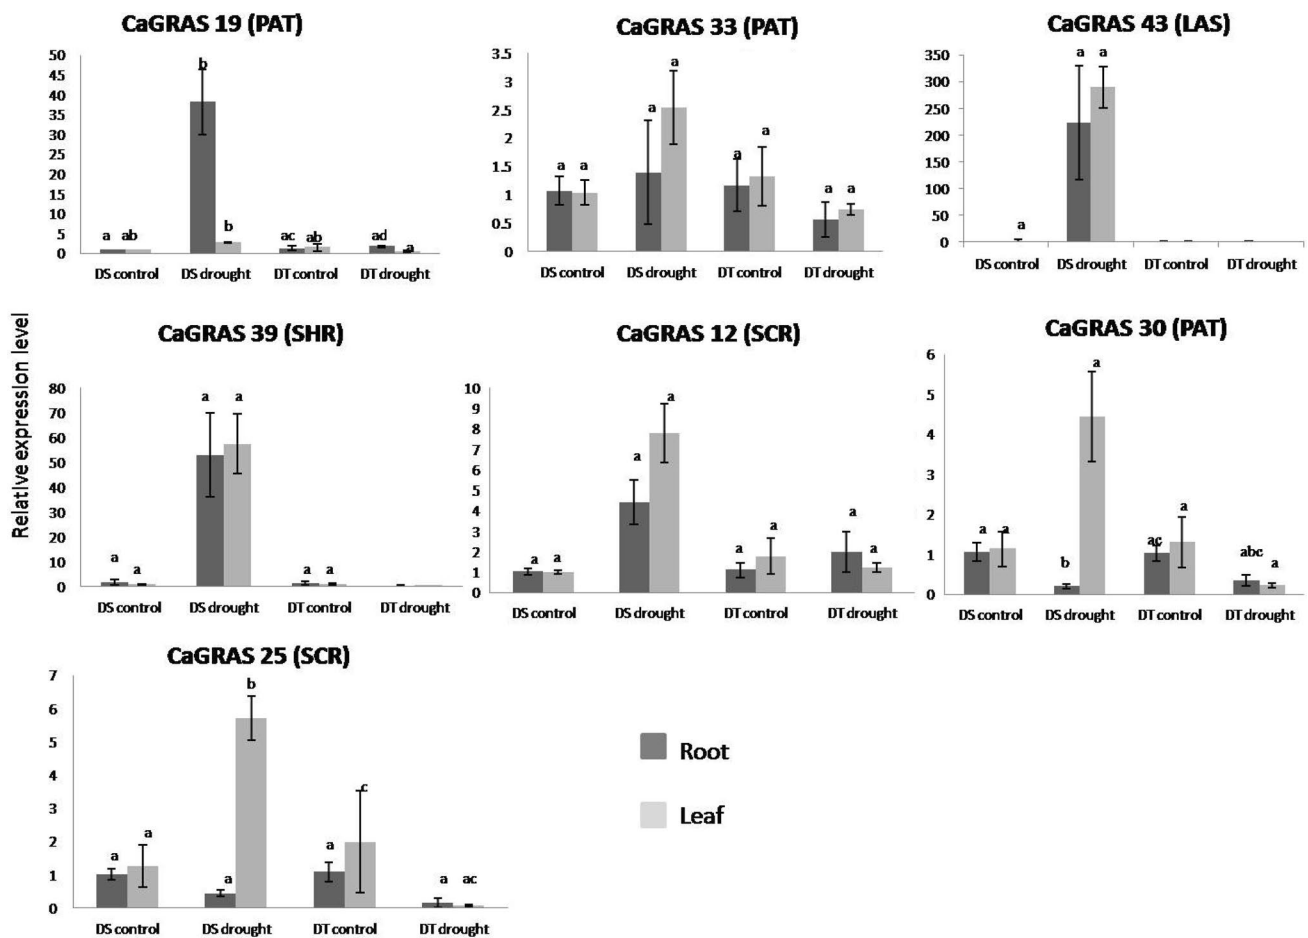 CaGRAS 19 (PAT)
50
45
40
35
30
25
20
15
10
5
0
b
a ab
b
ac ab
ad a
DS control DS drought DT control DT drought
CaGRAS 33 (PAT)
3.5
3
2.5
2
1.5
1
0.5
0
a a
a a
a a
a a
DS control DS drought DT control DT drought
CaGRAS 43 (LAS)
350
300
250
200
150
100
50
0
a
a a
DS control DS drought DT control DT drought
Relative expression level
CaGRAS 39 (SHR)
80
70
60
50
40
30
20
10
0
a a
a a
a a
DS control DS drought DT control DT drought
CaGRAS 12 (SCR)
10
9
8
7
6
5
4
3
2
1
0
a a
a a
a a
a a
DS control DS drought DT control DT drought
CaGRAS 30 (PAT)
6
5
4
3
2
1
0
a a
b a
ac a
abc a
DS control DS drought DT control DT drought
CaGRAS 25 (SCR)
7
6
5
4
3
2
1
0
a a
a b
a c
a ac
DS control DS drought DT control DT drought
Root
Leaf